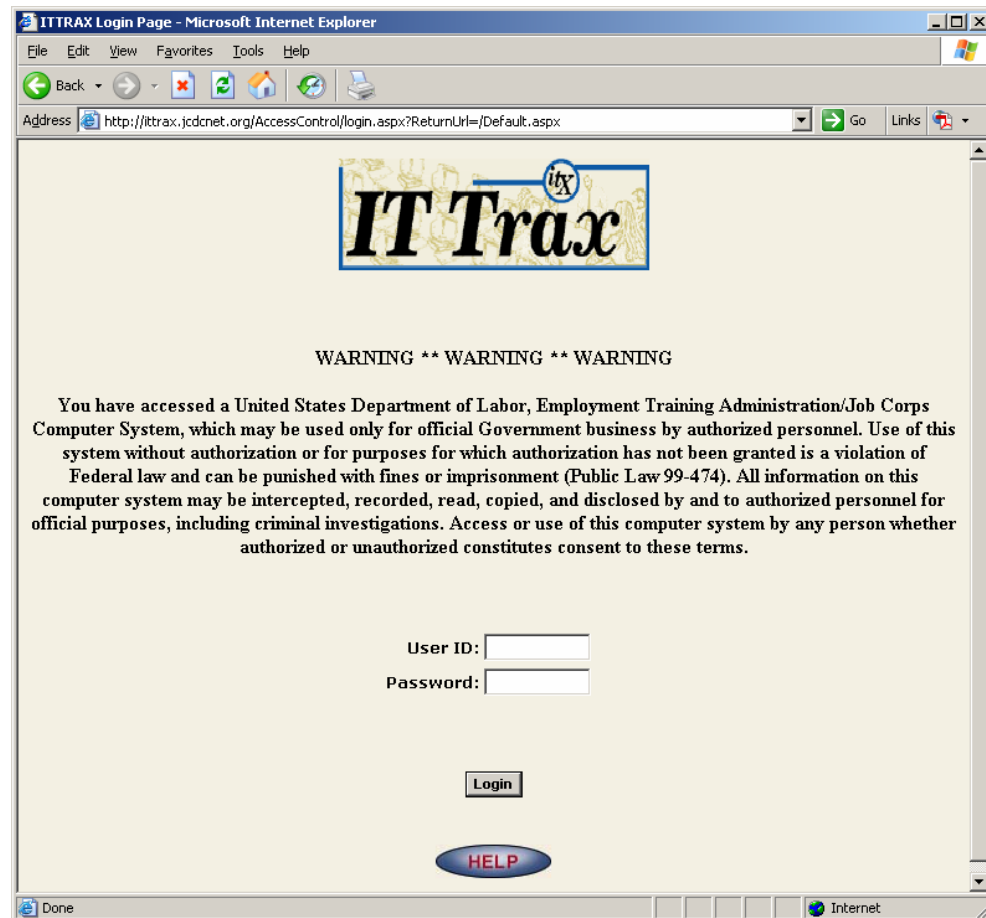 ITTRAX Login Page - Microsoft Internet Explorer
File Edit View Favorites Tools Help
Back
Address http://ittrax.jcdcnet.org/AccessControl/login.aspx?ReturnUrl=/Default.aspx Go Links
itX
IT Trax
WARNING ** WARNING ** WARNING
You have accessed a United States Department of Labor, Employment Training Administration/Job Corps
Computer System, which may be used only for official Government business by authorized personnel. Use of this
system without authorization or for purposes for which authorization has not been granted is a violation of
Federal law and can be punished with fines or imprisonment (Public Law 99-474). All information on this
computer system may be intercepted, recorded, read, copied, and disclosed by and to authorized personnel for
official purposes, including criminal investigations. Access or use of this computer system by any person whether
authorized or unauthorized constitutes consent to these terms.
User ID:
Password:
Login
HELP
Done Internet